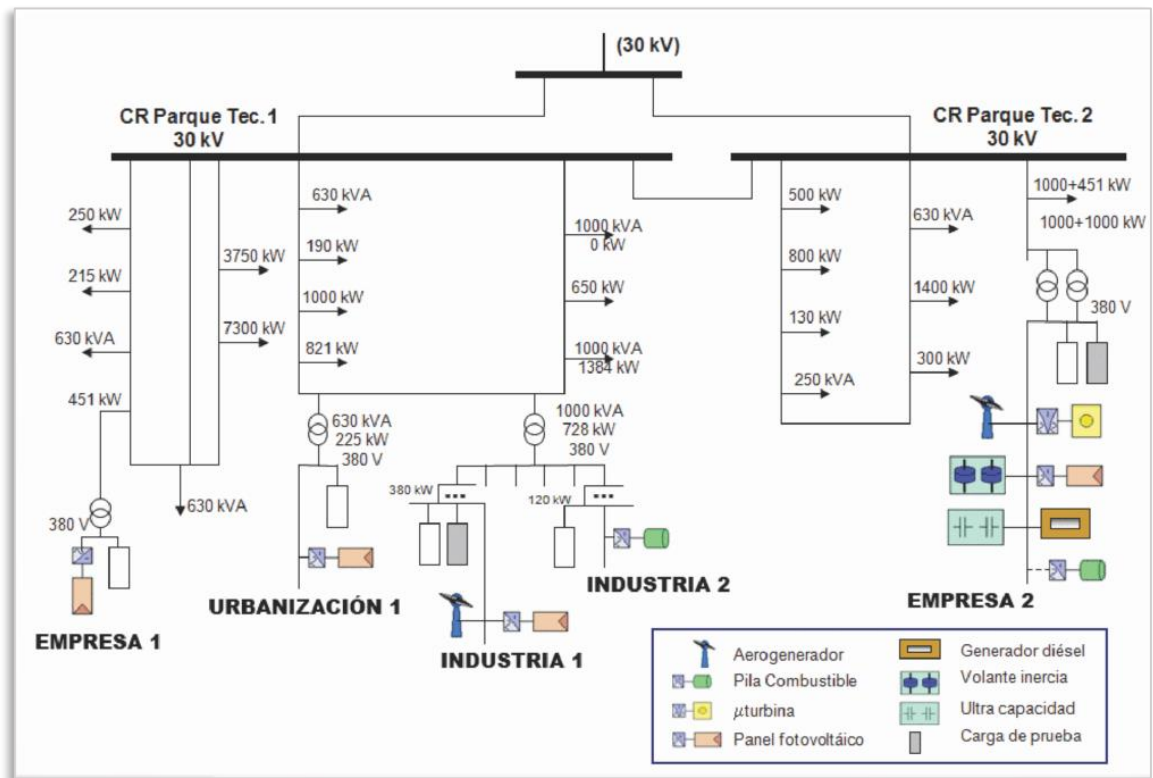 (30 kV)
CR Parque Tec. 1
30 kV
CR Parque Tec. 2
30 kV
250 kW
215 kW
630 kVA
451 kW
3750 kW
7300 kW
630 kVA
380 V
EMPRESA 1
630 kVA
190 kW
1000 kW
821 kW
630 kVA
225 kW
380 V
URBANIZACIÓN 1
1000 kVA
0 kW
650 kW
1000 kVA
1384 kW
1000 kVA
728 kW
380 V
380 kW
120 kW
INDUSTRIA 1
INDUSTRIA 2
500 kW
800 kW
130 kW
250 kVA
630 kVA
1400 kW
300 kW
1000+451 kW
1000+1000 kW
380 V
EMPRESA 2
Aerogenerador
Pila Combustible
µturbina
Panel fotovoltáico
Generador diésel
Volante inercia
Ultra capacidad
Carga de prueba